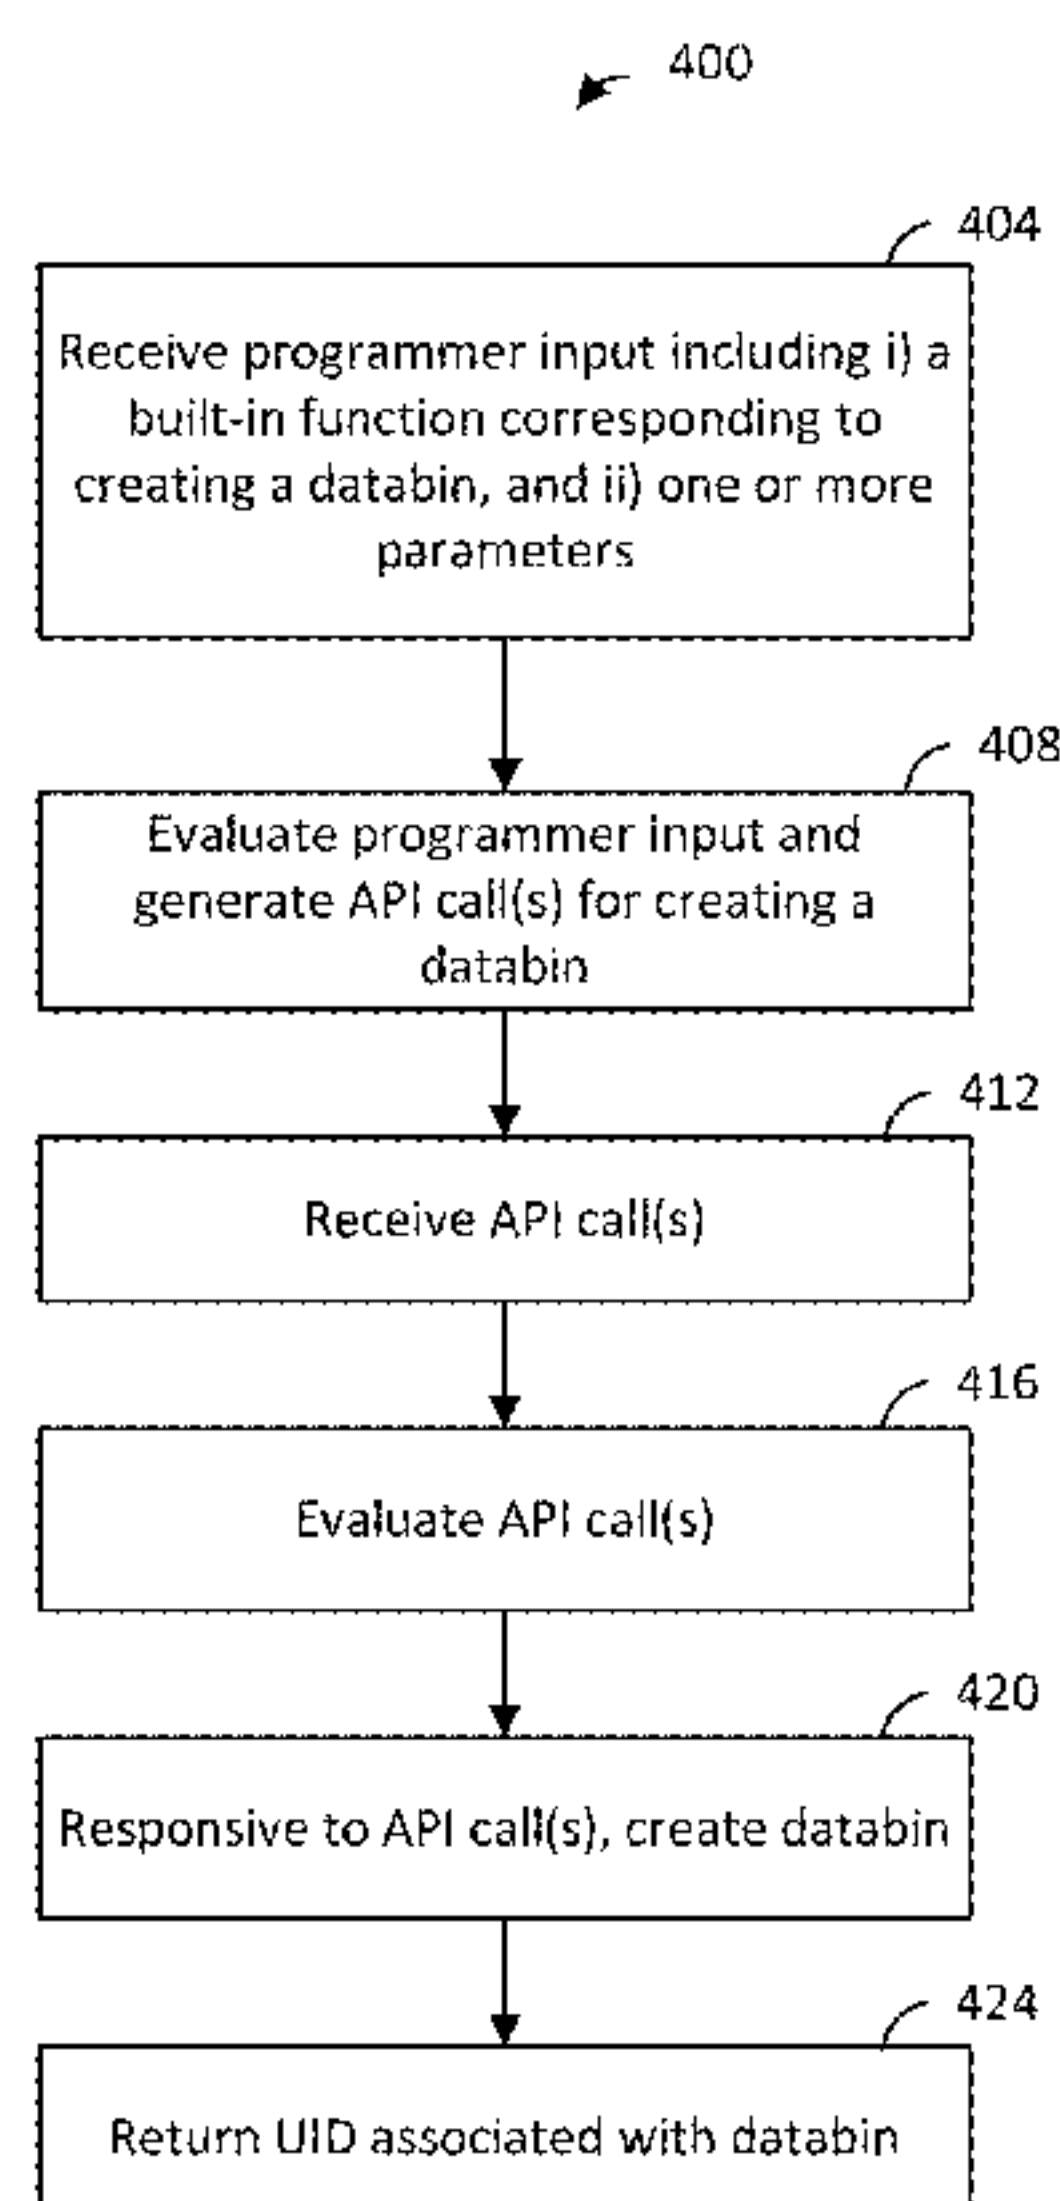 400
404
Receive programmer input including i) a
built-in function corresponding to
creating a databin, and ii) one or more
parameters
408
Evaluate programmer input and
generate API call(s) for creating a
databin
412
Receive API call(s)
416
Evaluate API call(s)
420
Responsive to API call(s), create databin
424
Return UID associated with databin